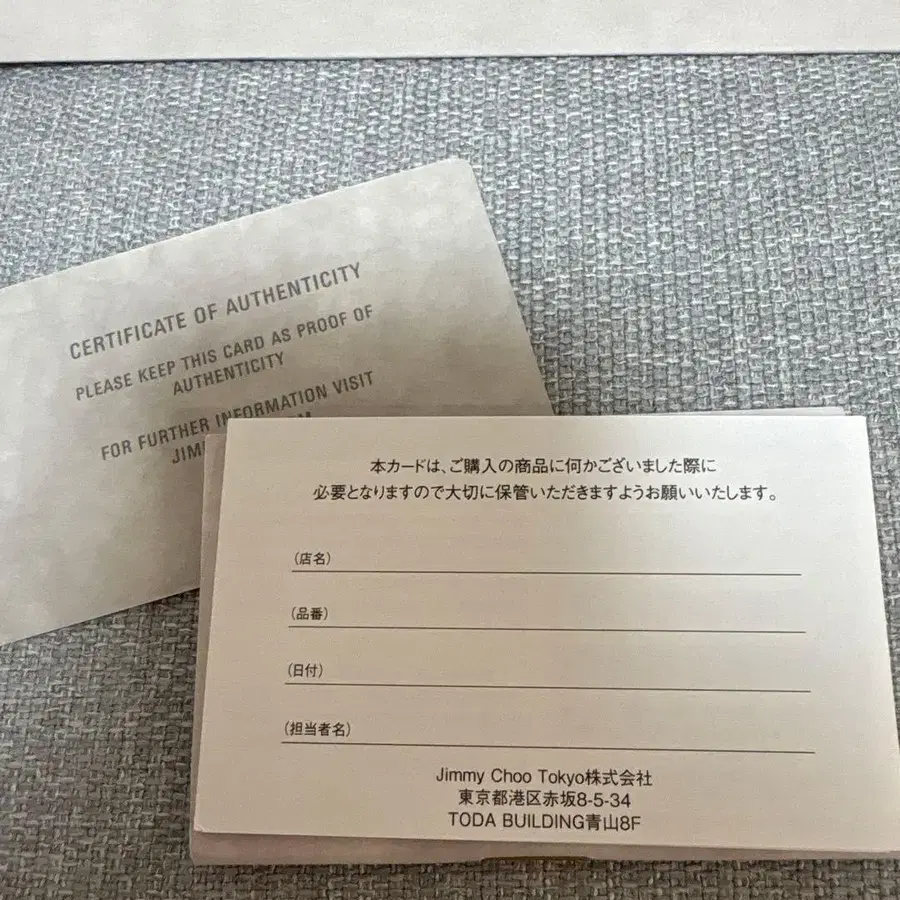 CERTIFICATE OF AUTHENTICITY
PLEASE KEEP THIS CARD AS PROOF OF
AUTHENTICITY
FOR FURTHER INFORMATION VISIT
本カードは、ご購入の商品に何かございました際に
必要となりますので大切に保管いただきますようお願いいたします。
(店名)
(品番)
(日付)
(担当者名)
Jimmy Choo Tokyo株式会社
東京都港区赤坂8-5-34
TODA BUILDING青山8F